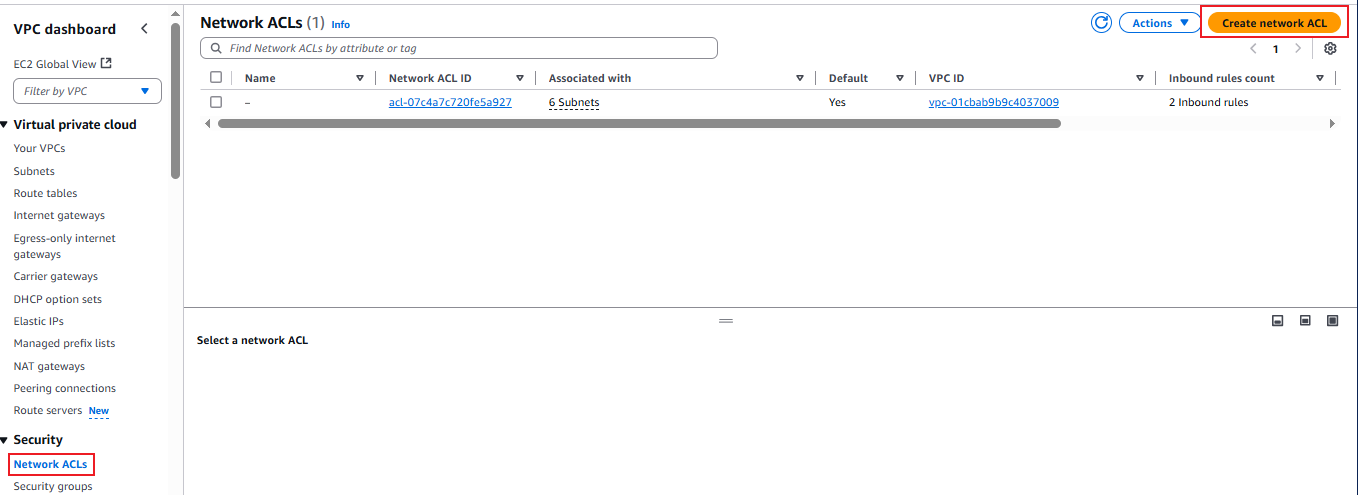 VPC dashboard
EC2 Global View
Filter by VPC
Virtual private cloud
Your VPCs
Subnets
Route tables
Internet gateways
Egress-only internet
gateways
Carrier gateways
DHCP option sets
Elastic IPs
Managed prefix lists
NAT gateways
Peering connections
Route servers New
Security
Network ACLs
Security groups
Network ACLs (1) Info
Actions
Create network ACL
Find Network ACLs by attribute or tag
1
Name Network ACL ID Associated with Default VPC ID Inbound rules count
– acl-07c4a7c720fe5a927 6 Subnets Yes vpc-01cbab9b9c4037009 2 Inbound rules
Select a network ACL